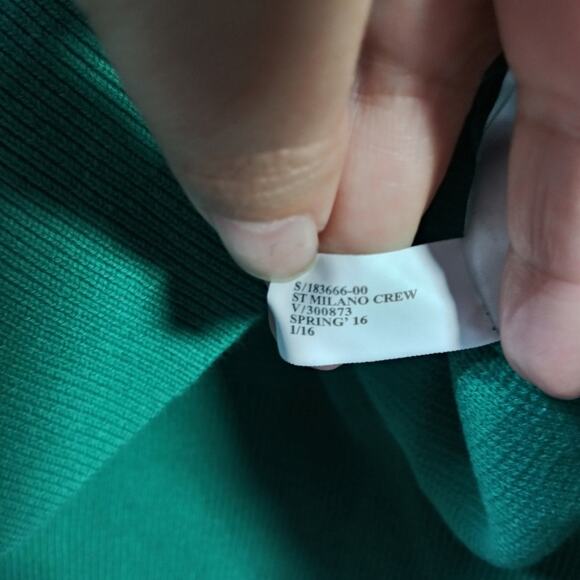 S/183666-00
ST MILANO CREW
V/300873
SPRING' 16
1/16